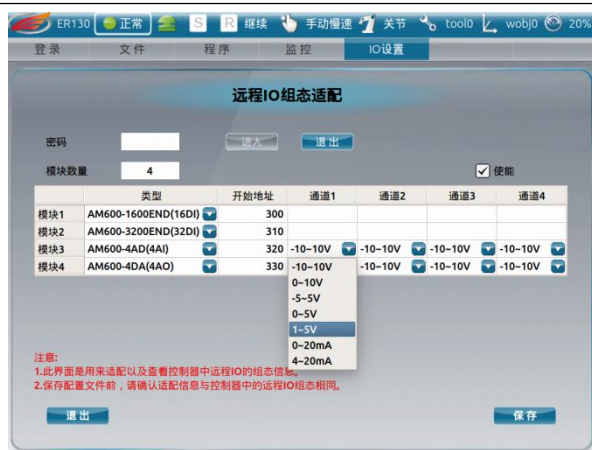 ER130 正常 S R 继续 手动慢速 关节 tool0 wobj0 20%
登录 文件 程序 监控 IO设置
远程IO组态适配
密码 进入 退出
模块数量 4 使能
类型 开始地址 通道1 通道2 通道3 通道4
模块1 AM600-1600END(16DI) 300
模块2 AM600-3200END(32DI) 310
模块3 AM600-4AD(4AI) 320 -10~10V -10~10V -10~10V -10~10V
模块4 AM600-4DA(4AO) 330 -10~10V -10~10V -10~10V -10~10V
0~10V
-5~5V
0~5V
1~5V
0~20mA
4~20mA
注意:
1.此界面是用来适配以及查看控制器中远程IO的组态信息。
2.保存配置文件前，请确认适配信息与控制器中的远程IO组态相同。
退出 保存